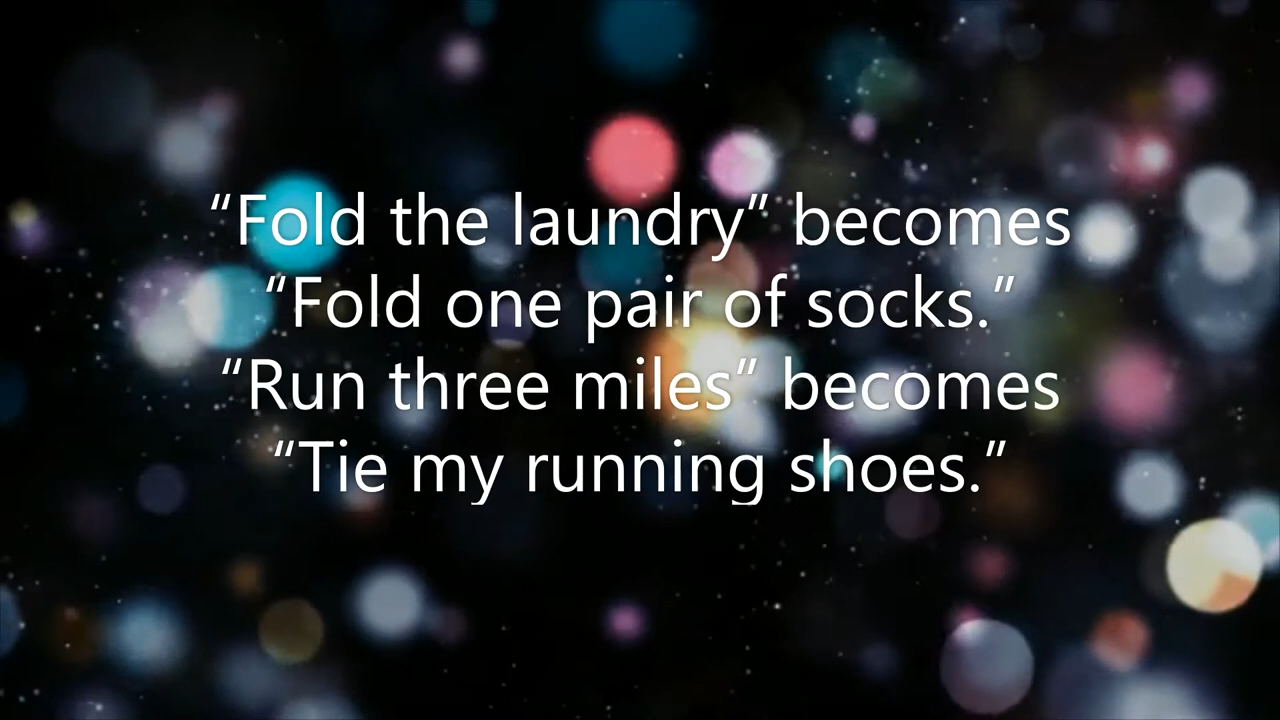 “Fold the laundry” becomes
“Fold one pair of socks.”
“Run three miles” becomes
“Tie my running shoes.”